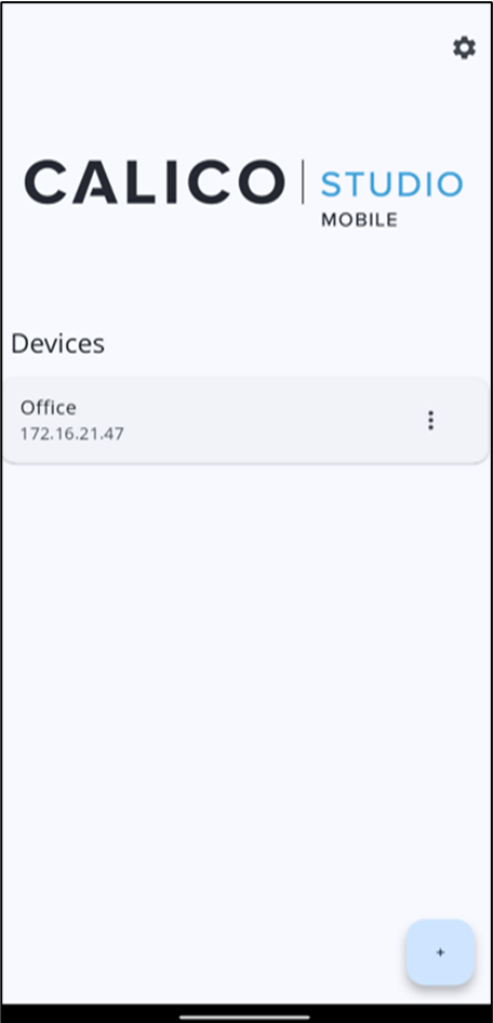 CALICO | STUDIO
MOBILE
Devices
Office
172.16.21.47
+